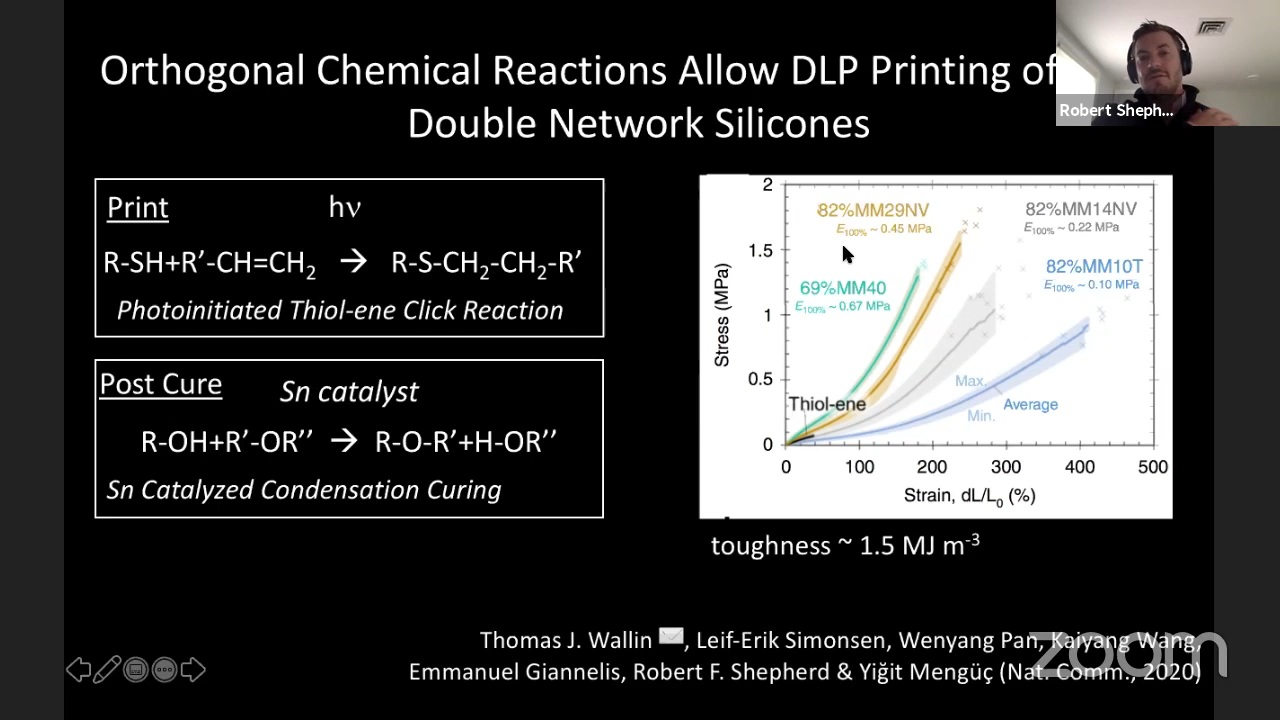 Orthogonal Chemical Reactions Allow DLP Printing of
Double Network Silicones
Robert Sheph...
Print
hν
R-SH+R’-CH=CH2 → R-S-CH2-CH2-R’
Photoinitiated Thiol-ene Click Reaction
Post Cure
Sn catalyst
R-OH+R’-OR’’ → R-O-R’+H-OR’’
Sn Catalyzed Condensation Curing
Stress (MPa)
2
1.5
1
0.5
0
82%MM29NV
E100% ~ 0.45 MPa
82%MM14NV
E100% ~ 0.22 MPa
69%MM40
E100% ~ 0.67 MPa
82%MM10T
E100% ~ 0.10 MPa
Thiol-ene
Max.
Average
Min.
0 100 200 300 400 500
Strain, dL/L0 (%)
toughness ~ 1.5 MJ m-3
Thomas J. Wallin ✉, Leif-Erik Simonsen, Wenyang Pan, Kaiyang Wang,
Emmanuel Giannelis, Robert F. Shepherd & Yiğit Mengüç (Nat. Comm., 2020)
zoom